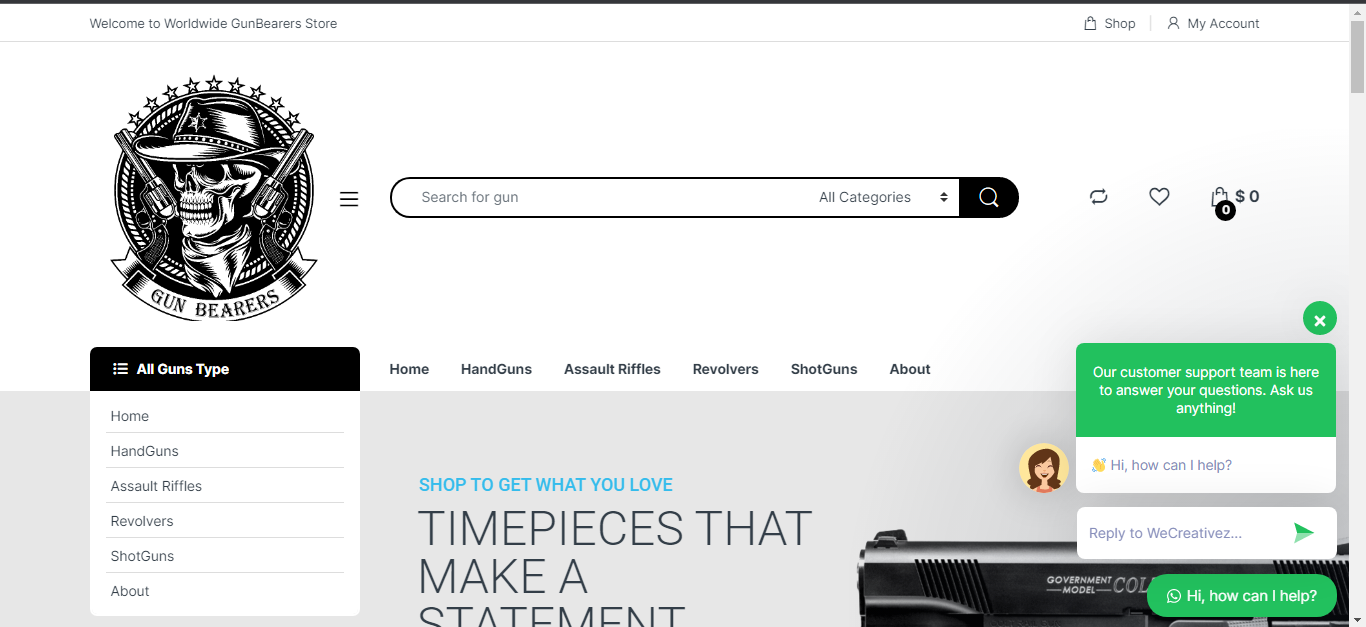 Welcome to Worldwide GunBearers Store
Shop
My Account
GUN BEARERS
Search for gun
All Categories
$ 0
0
All Guns Type
Home
HandGuns
Assault Riffles
Revolvers
ShotGuns
About
Home
HandGuns
Assault Riffles
Revolvers
ShotGuns
About
SHOP TO GET WHAT YOU LOVE
TIMEPIECES THAT
MAKE A
STATEMENT
GOVERNMENT
MODEL
Our customer support team is here
to answer your questions. Ask us
anything!
👋 Hi, how can I help?
Reply to WeCreativez...
Hi, how can I help?